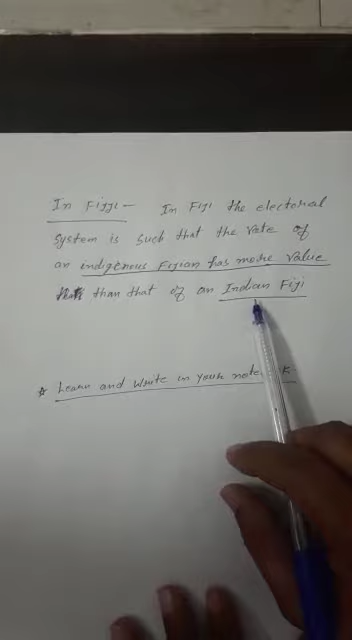 In Fijji - In Fiji the electoral
system is such that the vote of
an indigenous Fijian has more value
than that of an Indian Fiji
* Learn and write in your note K.